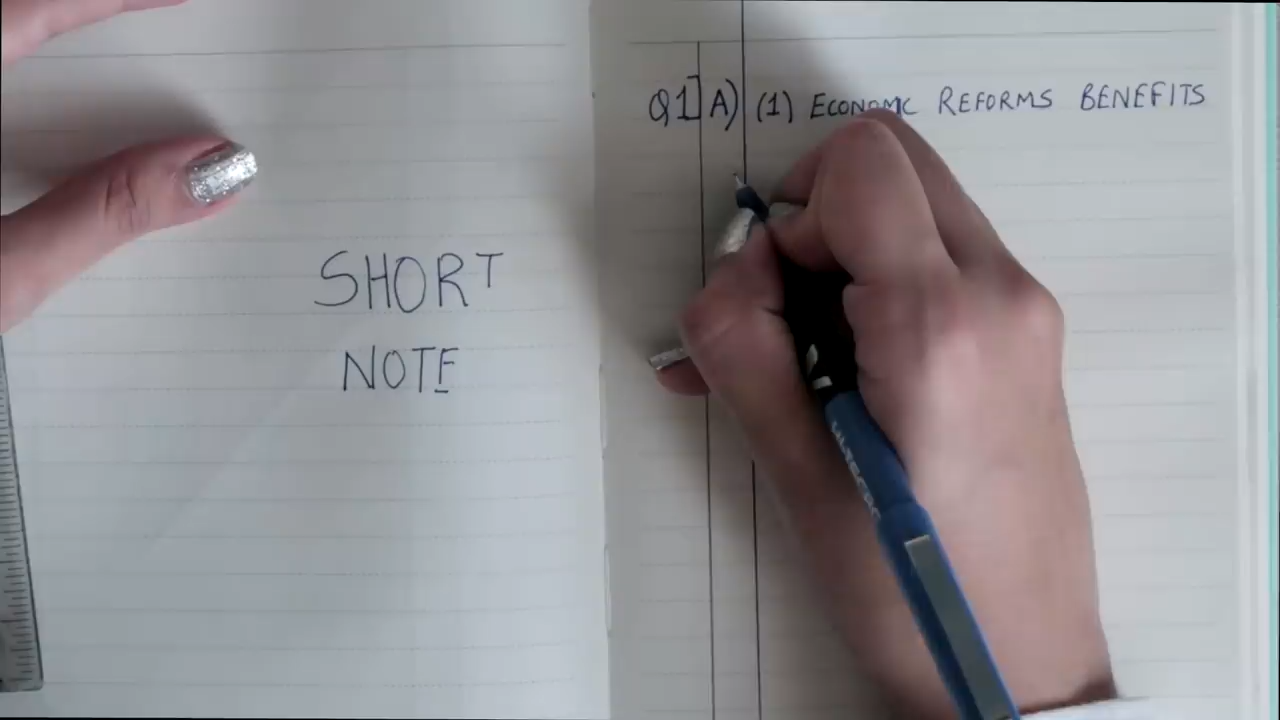 SHORT
NOTE
Q1] A) (1) ECONOMIC REFORMS BENEFITS